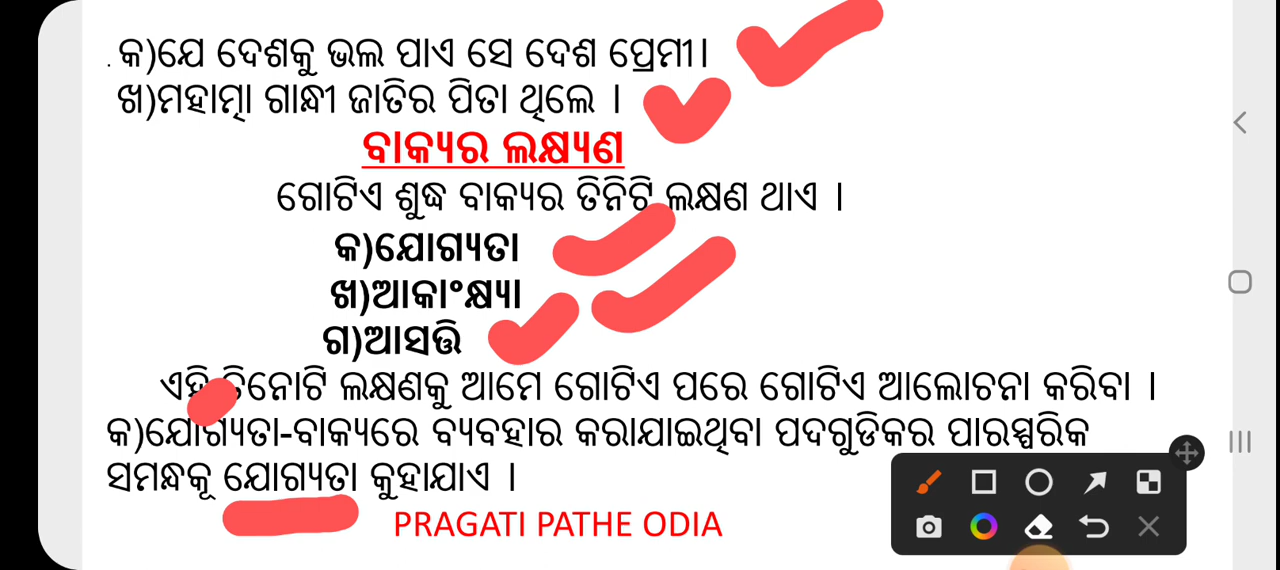 . କ)ଯେ ଦେଶକୁ ଭଲ ପାଏ ସେ ଦେଶ ପ୍ରେମୀ।
ଖ)ମହାତ୍ମା ଗାନ୍ଧୀ ଜାତିର ପିତା ଥିଲେ ।
ବାକ୍ୟର ଲକ୍ଷ୍ୟଣ
ଗୋଟିଏ ଶୁଦ୍ଧ ବାକ୍ୟର ତିନିଟି ଲକ୍ଷଣ ଥାଏ ।
କ)ଯୋଗ୍ୟତା
ଖ)ଆକାଂକ୍ଷ୍ୟା
ଗ)ଆସତ୍ତି
ଏହି ତିନୋଟି ଲକ୍ଷଣକୁ ଆମେ ଗୋଟିଏ ପରେ ଗୋଟିଏ ଆଲୋଚନା କରିବା ।
କ)ଯୋଗ୍ୟତା-ବାକ୍ୟରେ ବ୍ୟବହାର କରାଯାଇଥିବା ପଦଗୁଡିକର ପାରସ୍ପରିକ
ସମନ୍ଧକୂ ଯୋଗ୍ୟତା କୁହାଯାଏ ।
PRAGATI PATHE ODIA